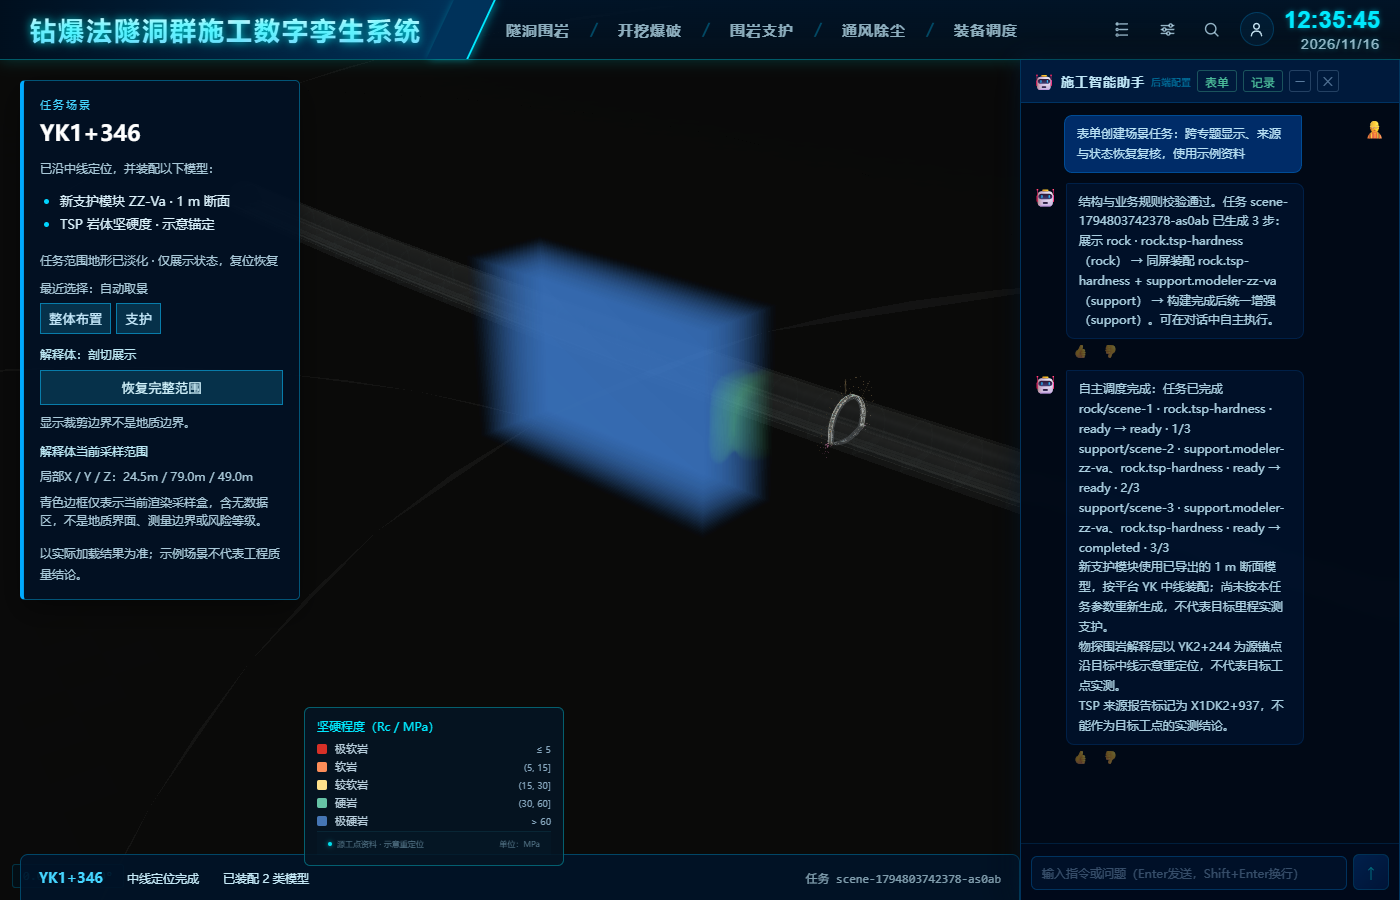 钻爆法隧洞群施工数字孪生系统
隧洞围岩 / 开挖爆破 / 围岩支护 / 通风除尘 / 装备调度
12:35:45
2026/11/16
任务场景
YK1+346
已沿中线定位，并装配以下模型：
新支护模块 ZZ-Va · 1 m 断面
TSP 岩体坚硬度 · 示意锚定
任务范围地形已淡化 · 仅展示状态，复位恢复
最近选择：自动取景
整体布置 支护
解释体：剖切展示
恢复完整范围
显示裁剪边界不是地质边界。
解释体当前采样范围
局部X / Y / Z：24.5m / 79.0m / 49.0m
青色边框仅表示当前渲染采样盒，含无数据
区，不是地质界面、测量边界或风险等级。
以实际加载结果为准；示例场景不代表工程质
量结论。
坚硬程度（Rc / MPa）
极软岩 ≤ 5
软岩 (5, 15]
较软岩 (15, 30]
硬岩 (30, 60]
极硬岩 > 60
源工点资料 · 示意重定位 单位：MPa
YK1+346 中线定位完成 已装配 2 类模型
任务 scene-1794803742378-as0ab
施工智能助手 后端配置 表单 记录
表单创建场景任务：跨专题显示、来源
与状态恢复复核，使用示例资料
结构与业务规则校验通过。任务 scene-
1794803742378-as0ab 已生成 3 步：
展示 rock · rock.tsp-hardness
（rock） → 同屏装配 rock.tsp-
hardness + support.modeler-zz-va
（support） → 构建完成后统一增强
（support）。可在对话中自主执行。
自主调度完成：任务已完成
rock/scene-1 · rock.tsp-hardness ·
ready → ready · 1/3
support/scene-2 · support.modeler-
zz-va、rock.tsp-hardness · ready →
ready · 2/3
support/scene-3 · support.modeler-
zz-va、rock.tsp-hardness · ready →
completed · 3/3
新支护模块使用已导出的 1 m 断面模
型，按平台 YK 中线装配；尚未按本任
务参数重新生成，不代表目标里程实测
支护。
物探围岩解释层以 YK2+244 为源锚点
沿目标中线示意重定位，不代表目标工
点实测。
TSP 来源报告标记为 X1DK2+937，不
能作为目标工点的实测结论。
输入指令或问题（Enter发送，Shift+Enter换行）